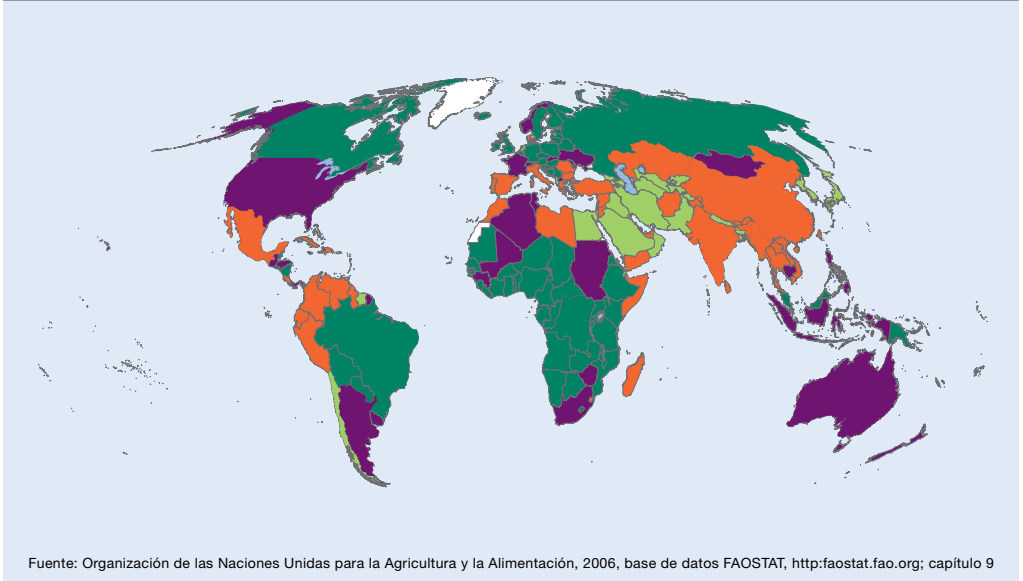 Fuente: Organización de las Naciones Unidas para la Agricultura y la Alimentación, 2006, base de datos FAOSTAT, http:faostat.fao.org; capítulo 9